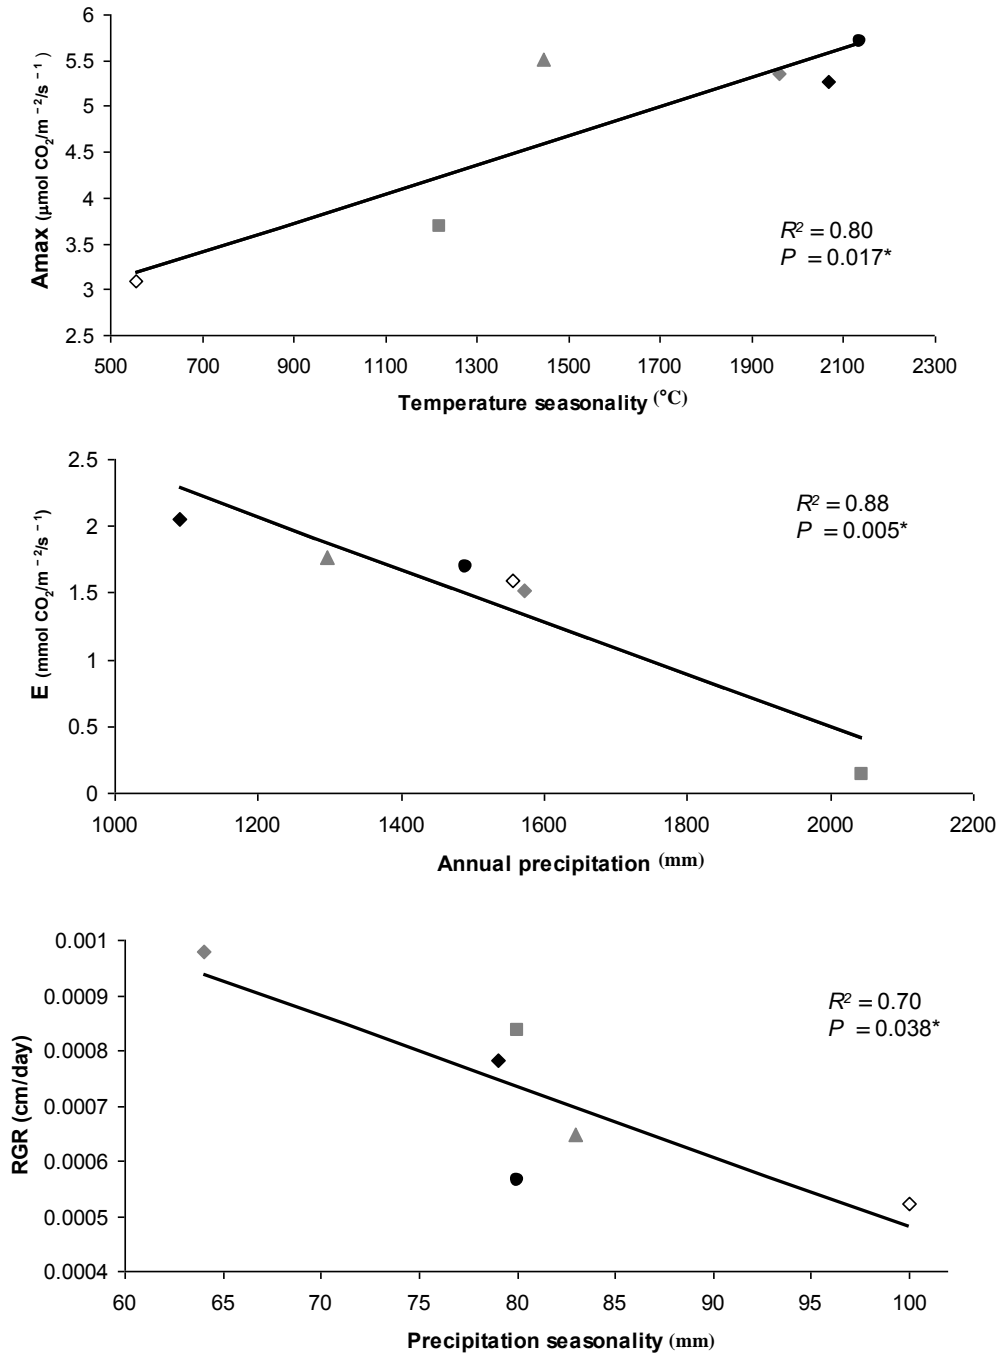 6
5.5
5
4.5
4
3.5
3
2.5
Amax (µmol CO₂/m⁻²/s⁻¹)
R² = 0.80
P = 0.017*
500 700 900 1100 1300 1500 1700 1900 2100 2300
Temperature seasonality (°C)
2.5
2
1.5
1
0.5
0
E (mmol CO₂/m⁻²/s⁻¹)
R² = 0.88
P = 0.005*
1000 1200 1400 1600 1800 2000 2200
Annual precipitation (mm)
0.001
0.0009
0.0008
0.0007
0.0006
0.0005
0.0004
RGR (cm/day)
R² = 0.70
P = 0.038*
60 65 70 75 80 85 90 95 100
Precipitation seasonality (mm)